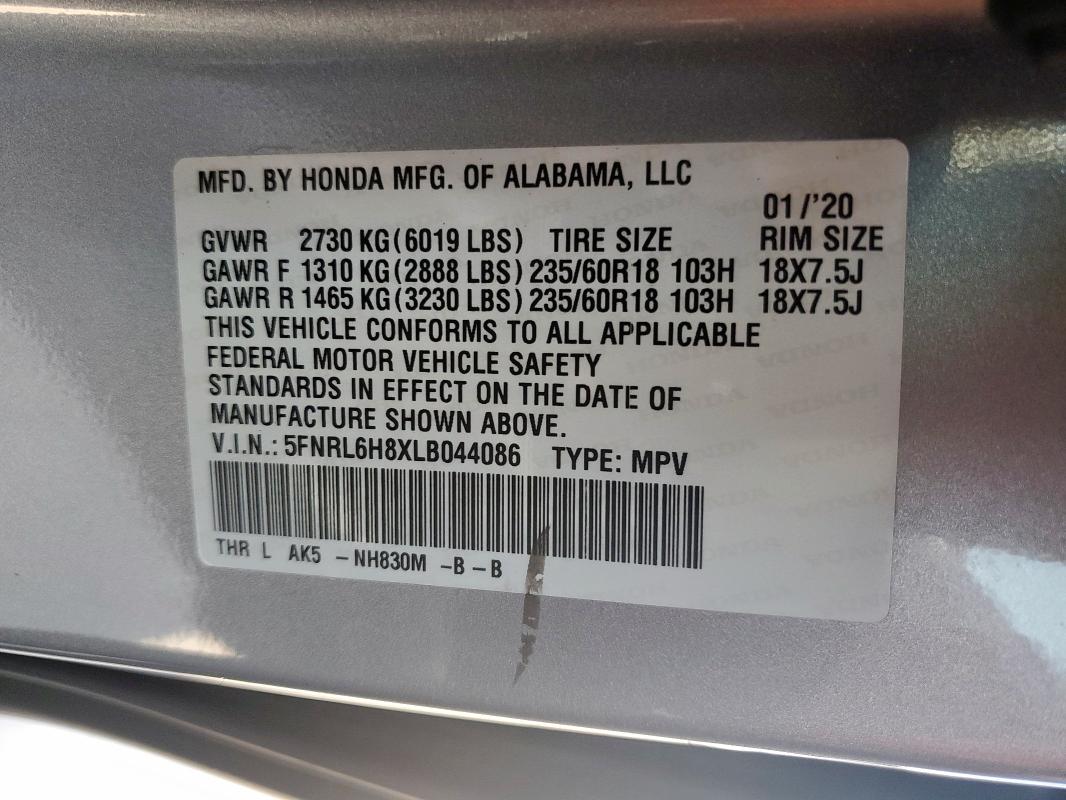 MFD. BY HONDA MFG. OF ALABAMA, LLC
01/'20
GVWR 2730 KG(6019 LBS) TIRE SIZE RIM SIZE
GAWR F 1310 KG(2888 LBS) 235/60R18 103H 18X7.5J
GAWR R 1465 KG(3230 LBS) 235/60R18 103H 18X7.5J
THIS VEHICLE CONFORMS TO ALL APPLICABLE
FEDERAL MOTOR VEHICLE SAFETY
STANDARDS IN EFFECT ON THE DATE OF
MANUFACTURE SHOWN ABOVE.
V.I.N.: 5FNRL6H8XLB044086 TYPE: MPV
THR L AK5 -NH830M -B-B